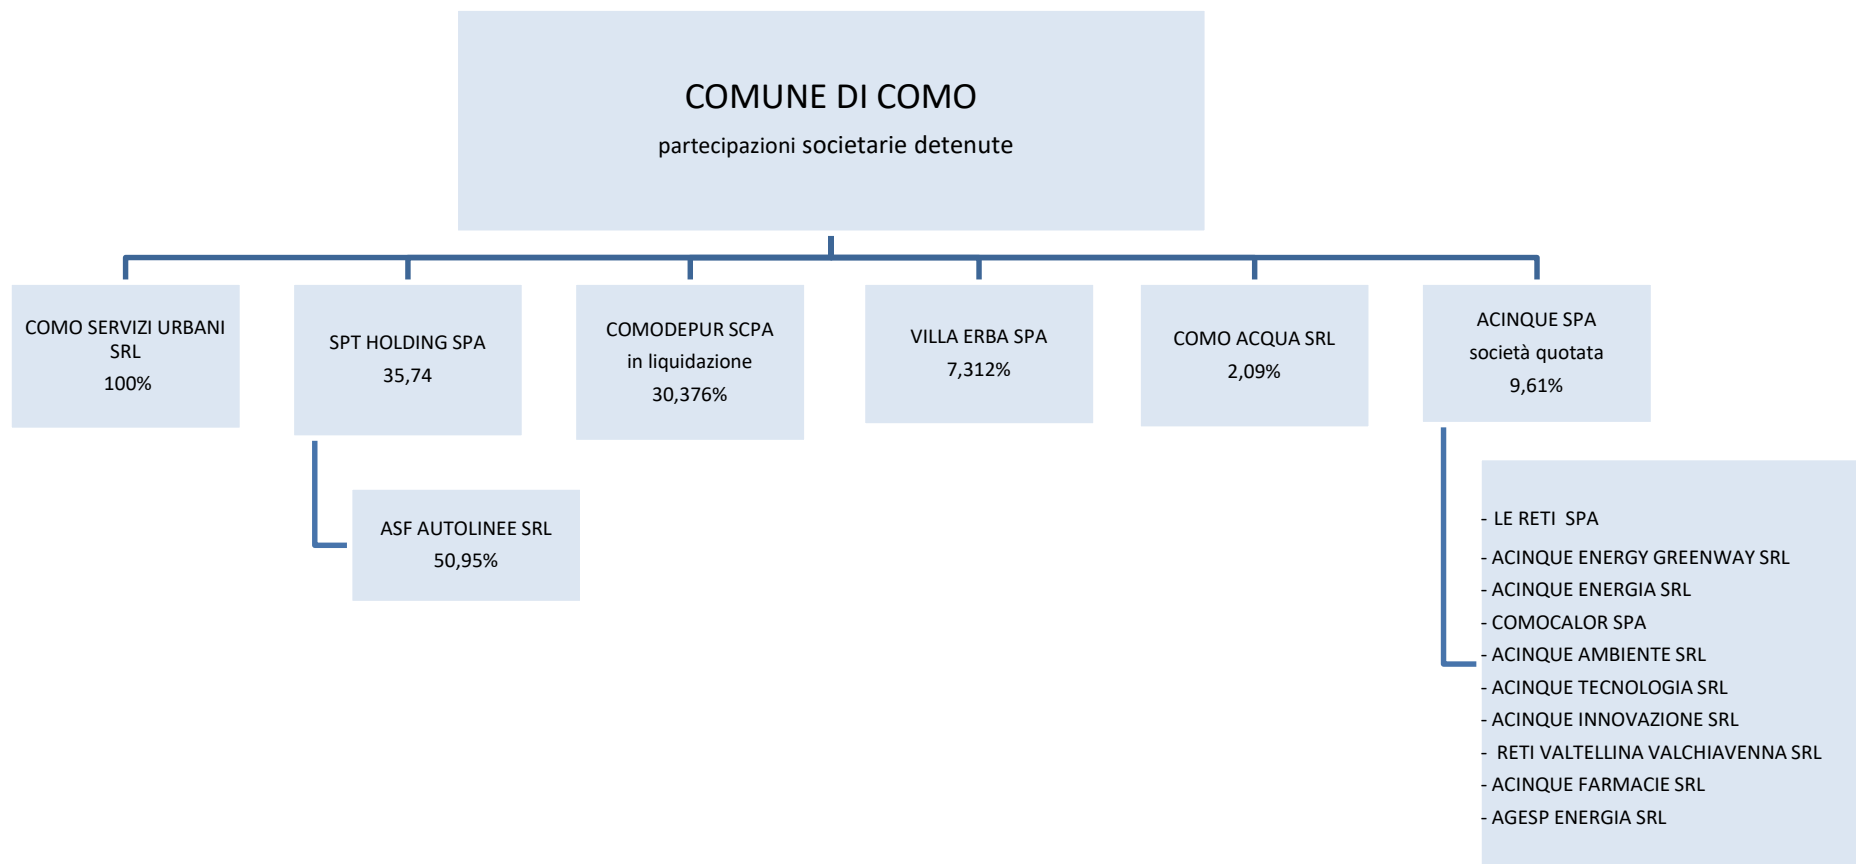 COMUNE DI COMO
partecipazioni societarie detenute
COMO SERVIZI URBANI
SRL
100%
SPT HOLDING SPA
35,74
COMODEPUR SCPA
in liquidazione
30,376%
VILLA ERBA SPA
7,312%
COMO ACQUA SRL
2,09%
ACINQUE SPA
società quotata
9,61%
ASF AUTOLINEE SRL
50,95%
- LE RETI SPA
- ACINQUE ENERGY GREENWAY SRL
- ACINQUE ENERGIA SRL
- COMOCALOR SPA
- ACINQUE AMBIENTE SRL
- ACINQUE TECNOLOGIA SRL
- ACINQUE INNOVAZIONE SRL
- RETI VALTELLINA VALCHIAVENNA SRL
- ACINQUE FARMACIE SRL
- AGESP ENERGIA SRL